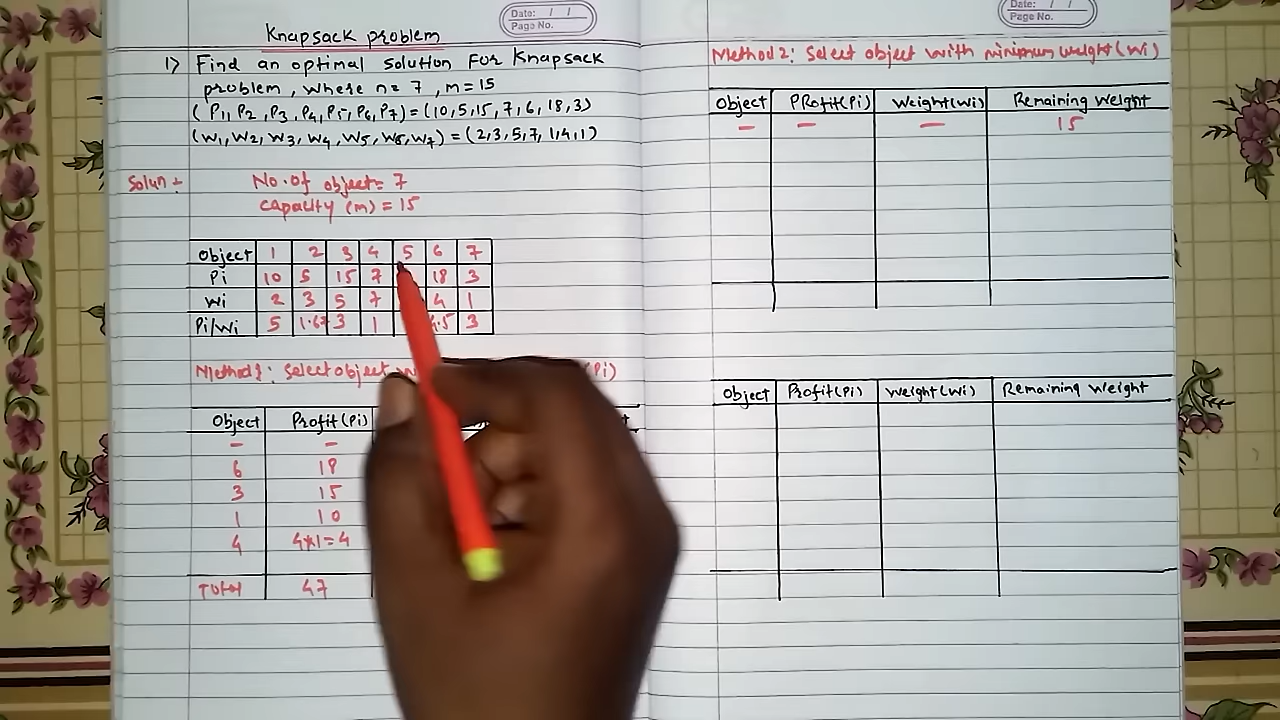 Date: / /
Page No.
Knapsack problem
1) Find an optimal solution For Knapsack
problem, where n= 7, m=15
(P1, P2, P3, P4, P5, P6, P7) = (10,5,15,7,6,18,3)
(w1, w2, w3, w4, w5, w6, w7) = (2,3,5,7,1,4,1)
Solun:-
No. of object= 7
capacity (m) = 15
Object 1 2 3 4 5 6 7
Pi 10 5 15 7 18 3
Wi 2 3 5 7 4 1
Pi/Wi 5 1.67 3 1 3
Method1: Select object Pi)
Object Profit(Pi)
— —
6 18
3 15
1 10
4 4*1=4
Total 47
Date: / /
Page No.
Method 2: Select object with minimum weight(Wi)
Object PRofit(Pi) Weight(Wi) Remaining Weight
— — — 15
Object Profit(Pi) Weight(Wi) Remaining Weight